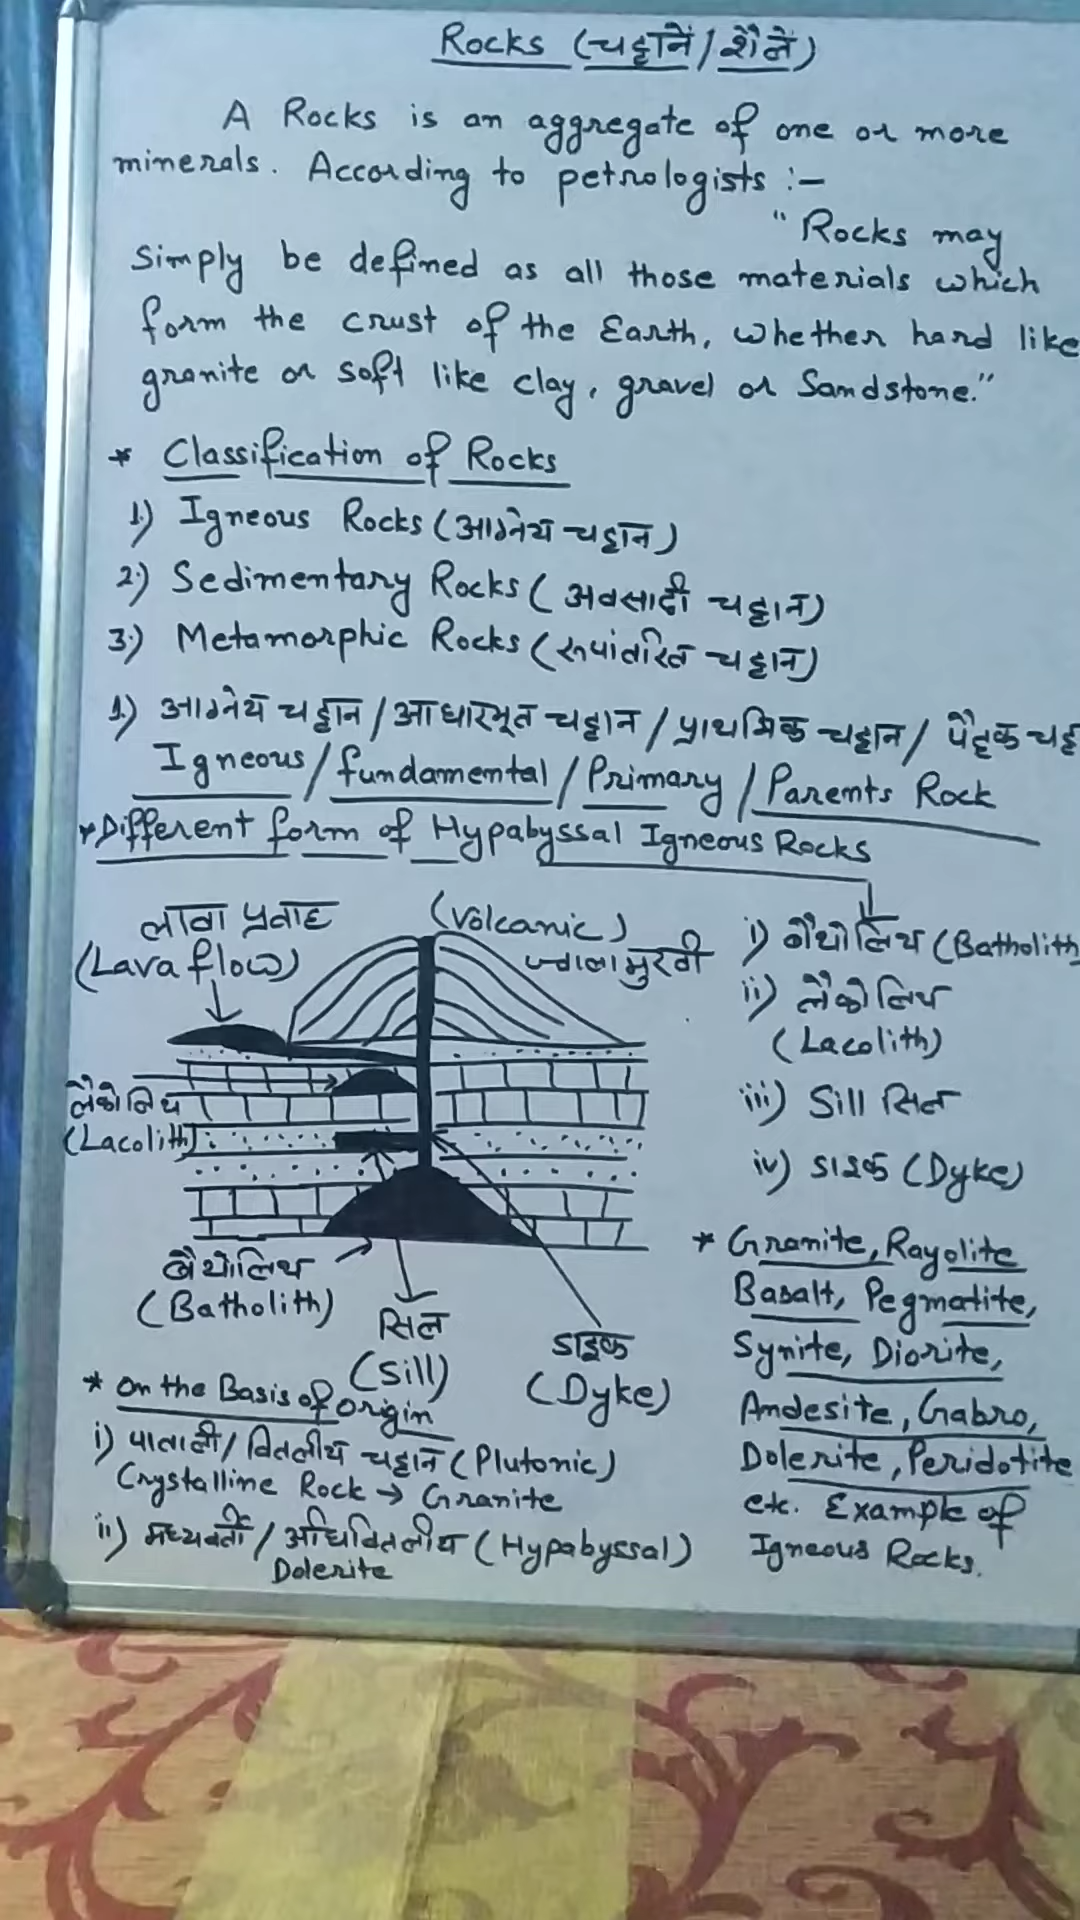 Rocks (चट्टानें/शैलें)
A Rocks is an aggregate of one or more
minerals. According to petrologists :-
"Rocks may
Simply be defined as all those materials which
form the crust of the Earth, whether hard like
granite or soft like clay, gravel or Sandstone."
* Classification of Rocks
1.) Igneous Rocks (आग्नेय चट्टान)
2.) Sedimentary Rocks (अवसादी चट्टान)
3.) Metamorphic Rocks (रूपांतरित चट्टान)
1.) आग्नेय चट्टान/आधारभूत चट्टान/प्राथमिक चट्टान/ पैतृक
Igneous/fundamental/Primary/Parents Rock
* Different form of Hypabyssal Igneous Rocks
लावा प्रवाह
(Lava flow)
(Volcanic)
ज्वालामुखी
लैकोलिथ
(Lacolith)
बैथोलिथ
(Batholith)
सिल
(Sill)
डाइक
(Dyke)
i) बैथोलिथ (Batholith
ii) लैकोलिथ
(Lacolith)
iii) Sill सिल
iv) डाइक (Dyke)
* Granite, Rayolite
Basalt, Pegmatite,
Synite, Diorite,
Andesite, Gabro,
Dolerite, Peridotite
etc. Example of
Igneous Rocks.
* On the Basis of Origin
i) पाताली/वितलीय चट्टान (Plutonic)
Crystalline Rock → Granite
ii) मध्यवर्ती/अधिवितलीय (Hypabyssal)
Dolerite